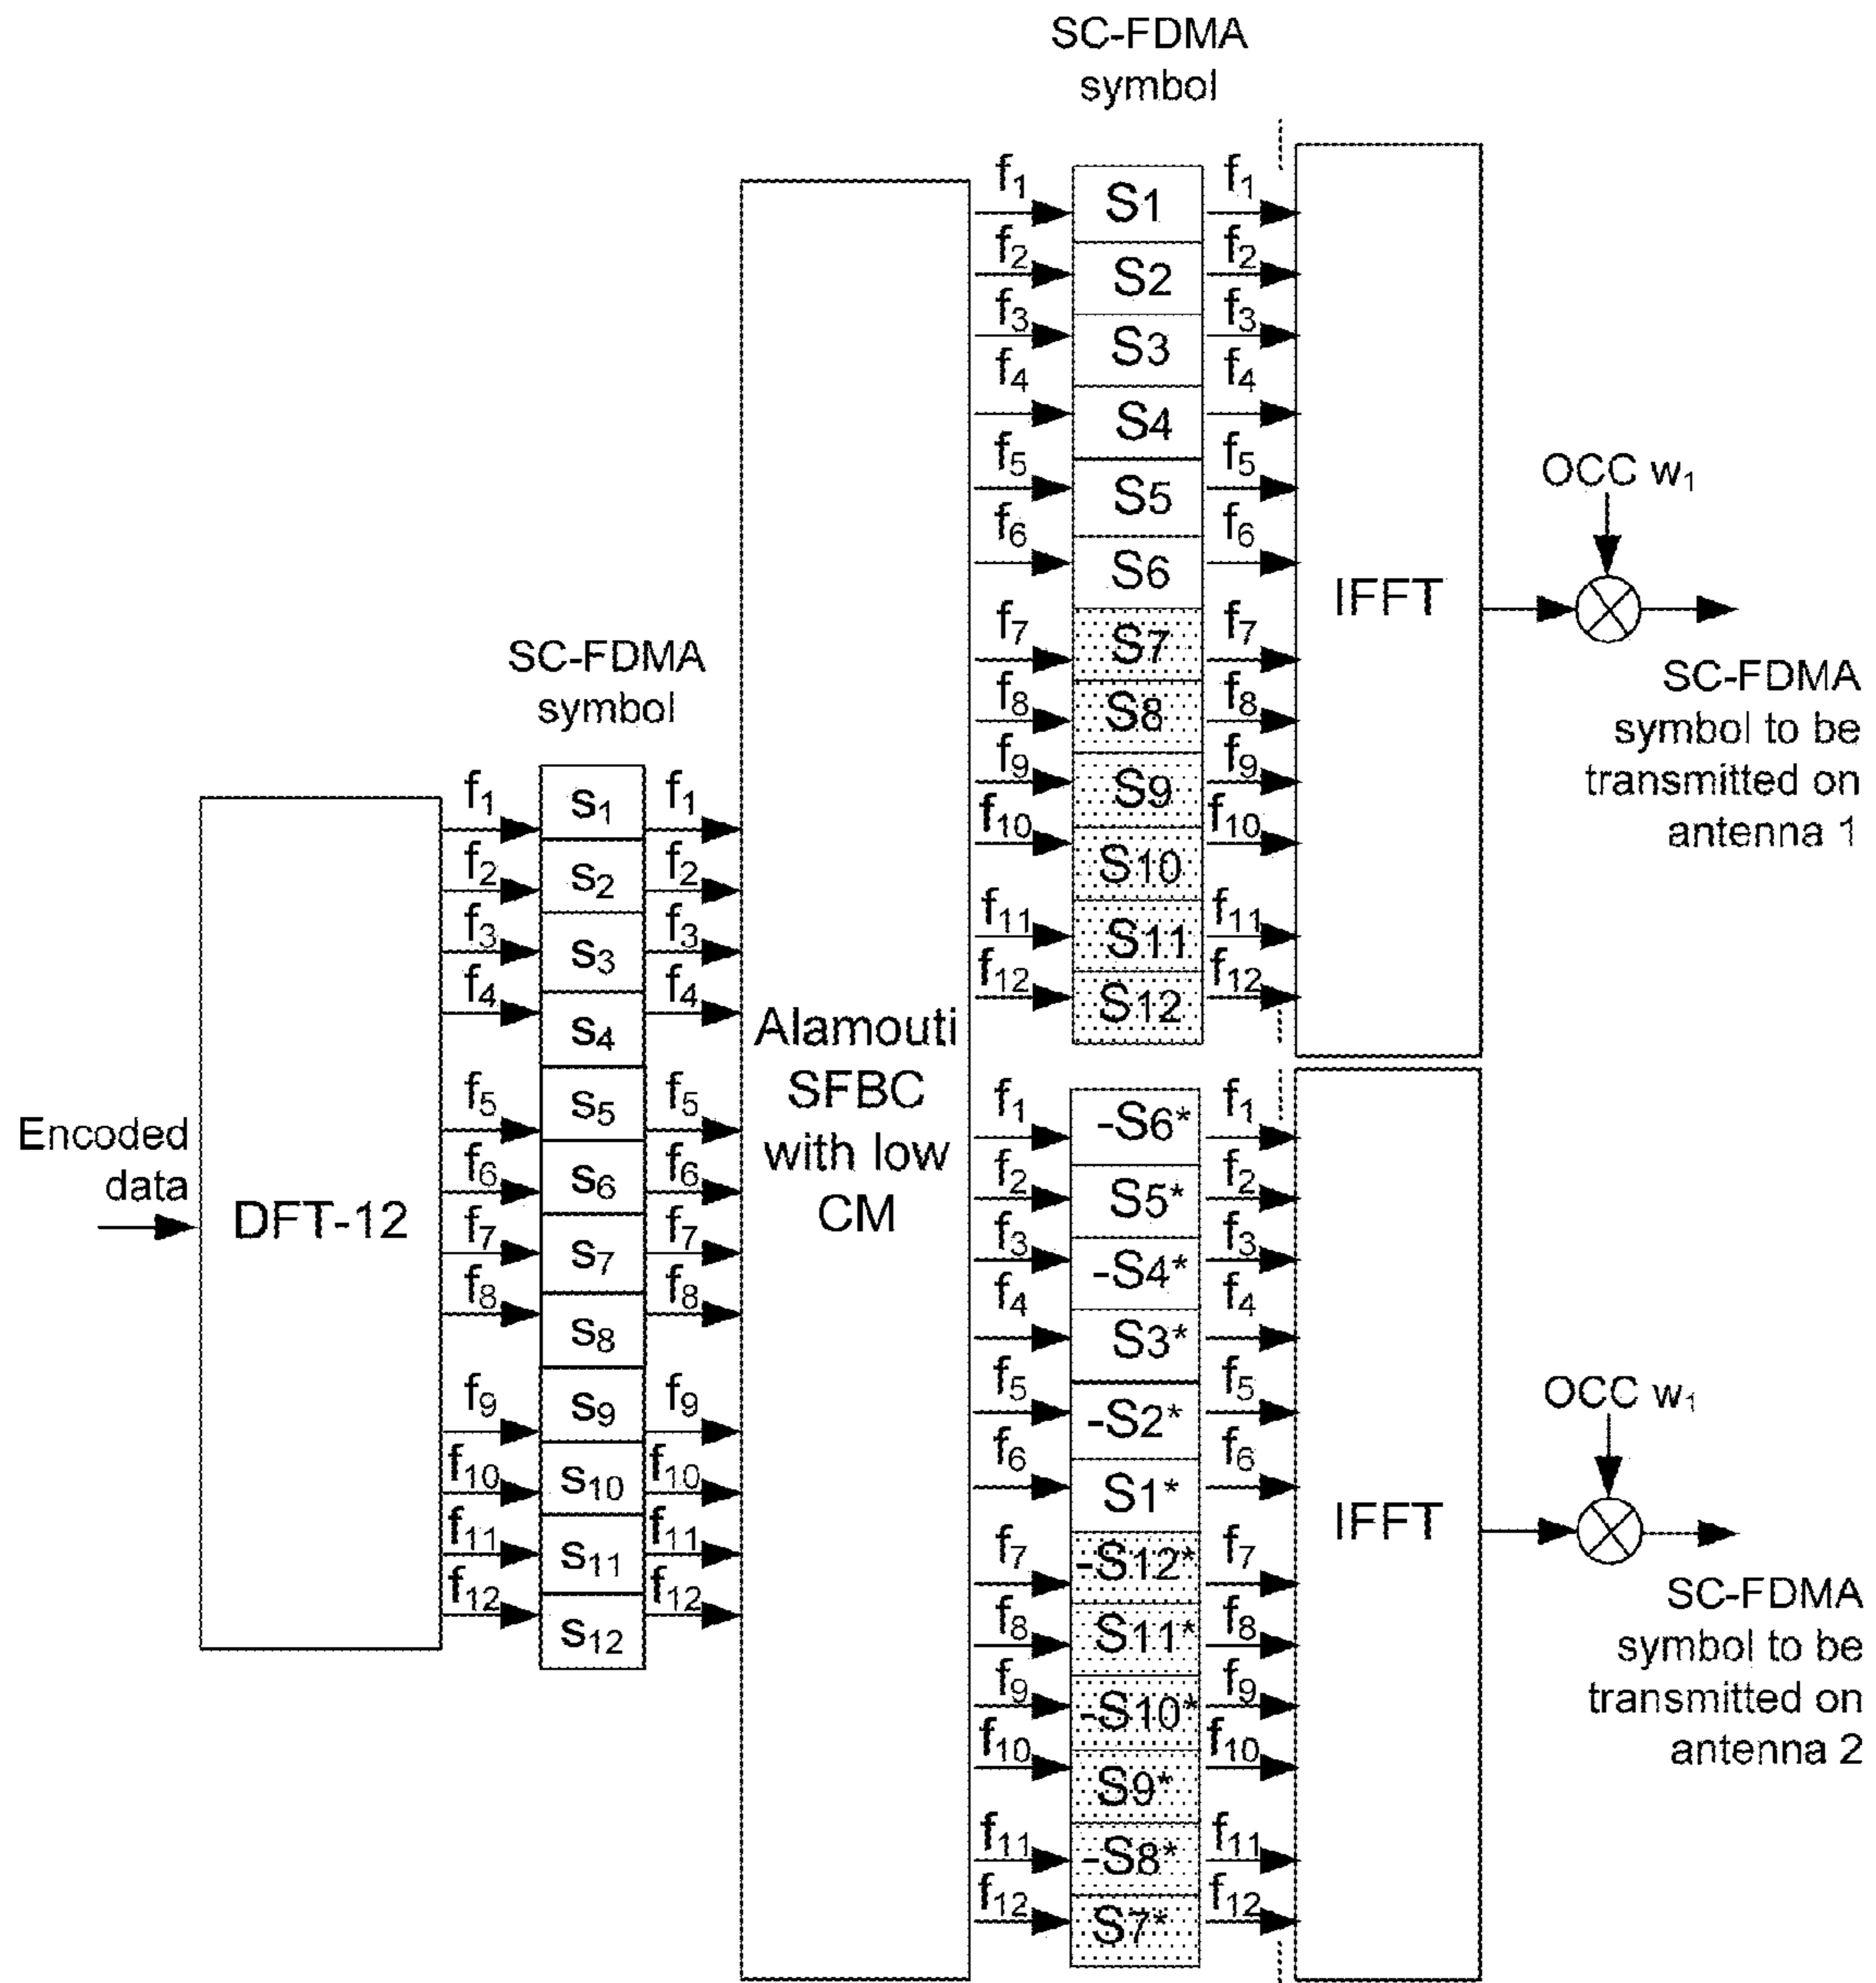 SC-FDMA
symbol
f1 S1 f1
f2 S2 f2
f3 S3 f3
f4 S4 f4
f5 S5 f5
f6 S6 f6
f7 S7 f7
f8 S8 f8
f9 S9 f9
f10 S10 f10
f11 S11 f11
f12 S12 f12
IFFT
OCC w1
SC-FDMA
symbol to be
transmitted on
antenna 1
SC-FDMA
symbol
Encoded
data
DFT-12
f1 s1 f1
f2 s2 f2
f3 s3 f3
f4 s4 f4
f5 s5 f5
f6 s6 f6
f7 s7 f7
f8 s8 f8
f9 s9 f9
f10 s10 f10
f11 s11 f11
f12 s12 f12
Alamouti
SFBC
with low
CM
f1 -S6* f1
f2 S5* f2
f3 -S4* f3
f4 S3* f4
f5 -S2* f5
f6 S1* f6
f7 -S12* f7
f8 S11* f8
f9 -S10* f9
f10 S9* f10
f11 -S8* f11
f12 S7* f12
IFFT
OCC w1
SC-FDMA
symbol to be
transmitted on
antenna 2